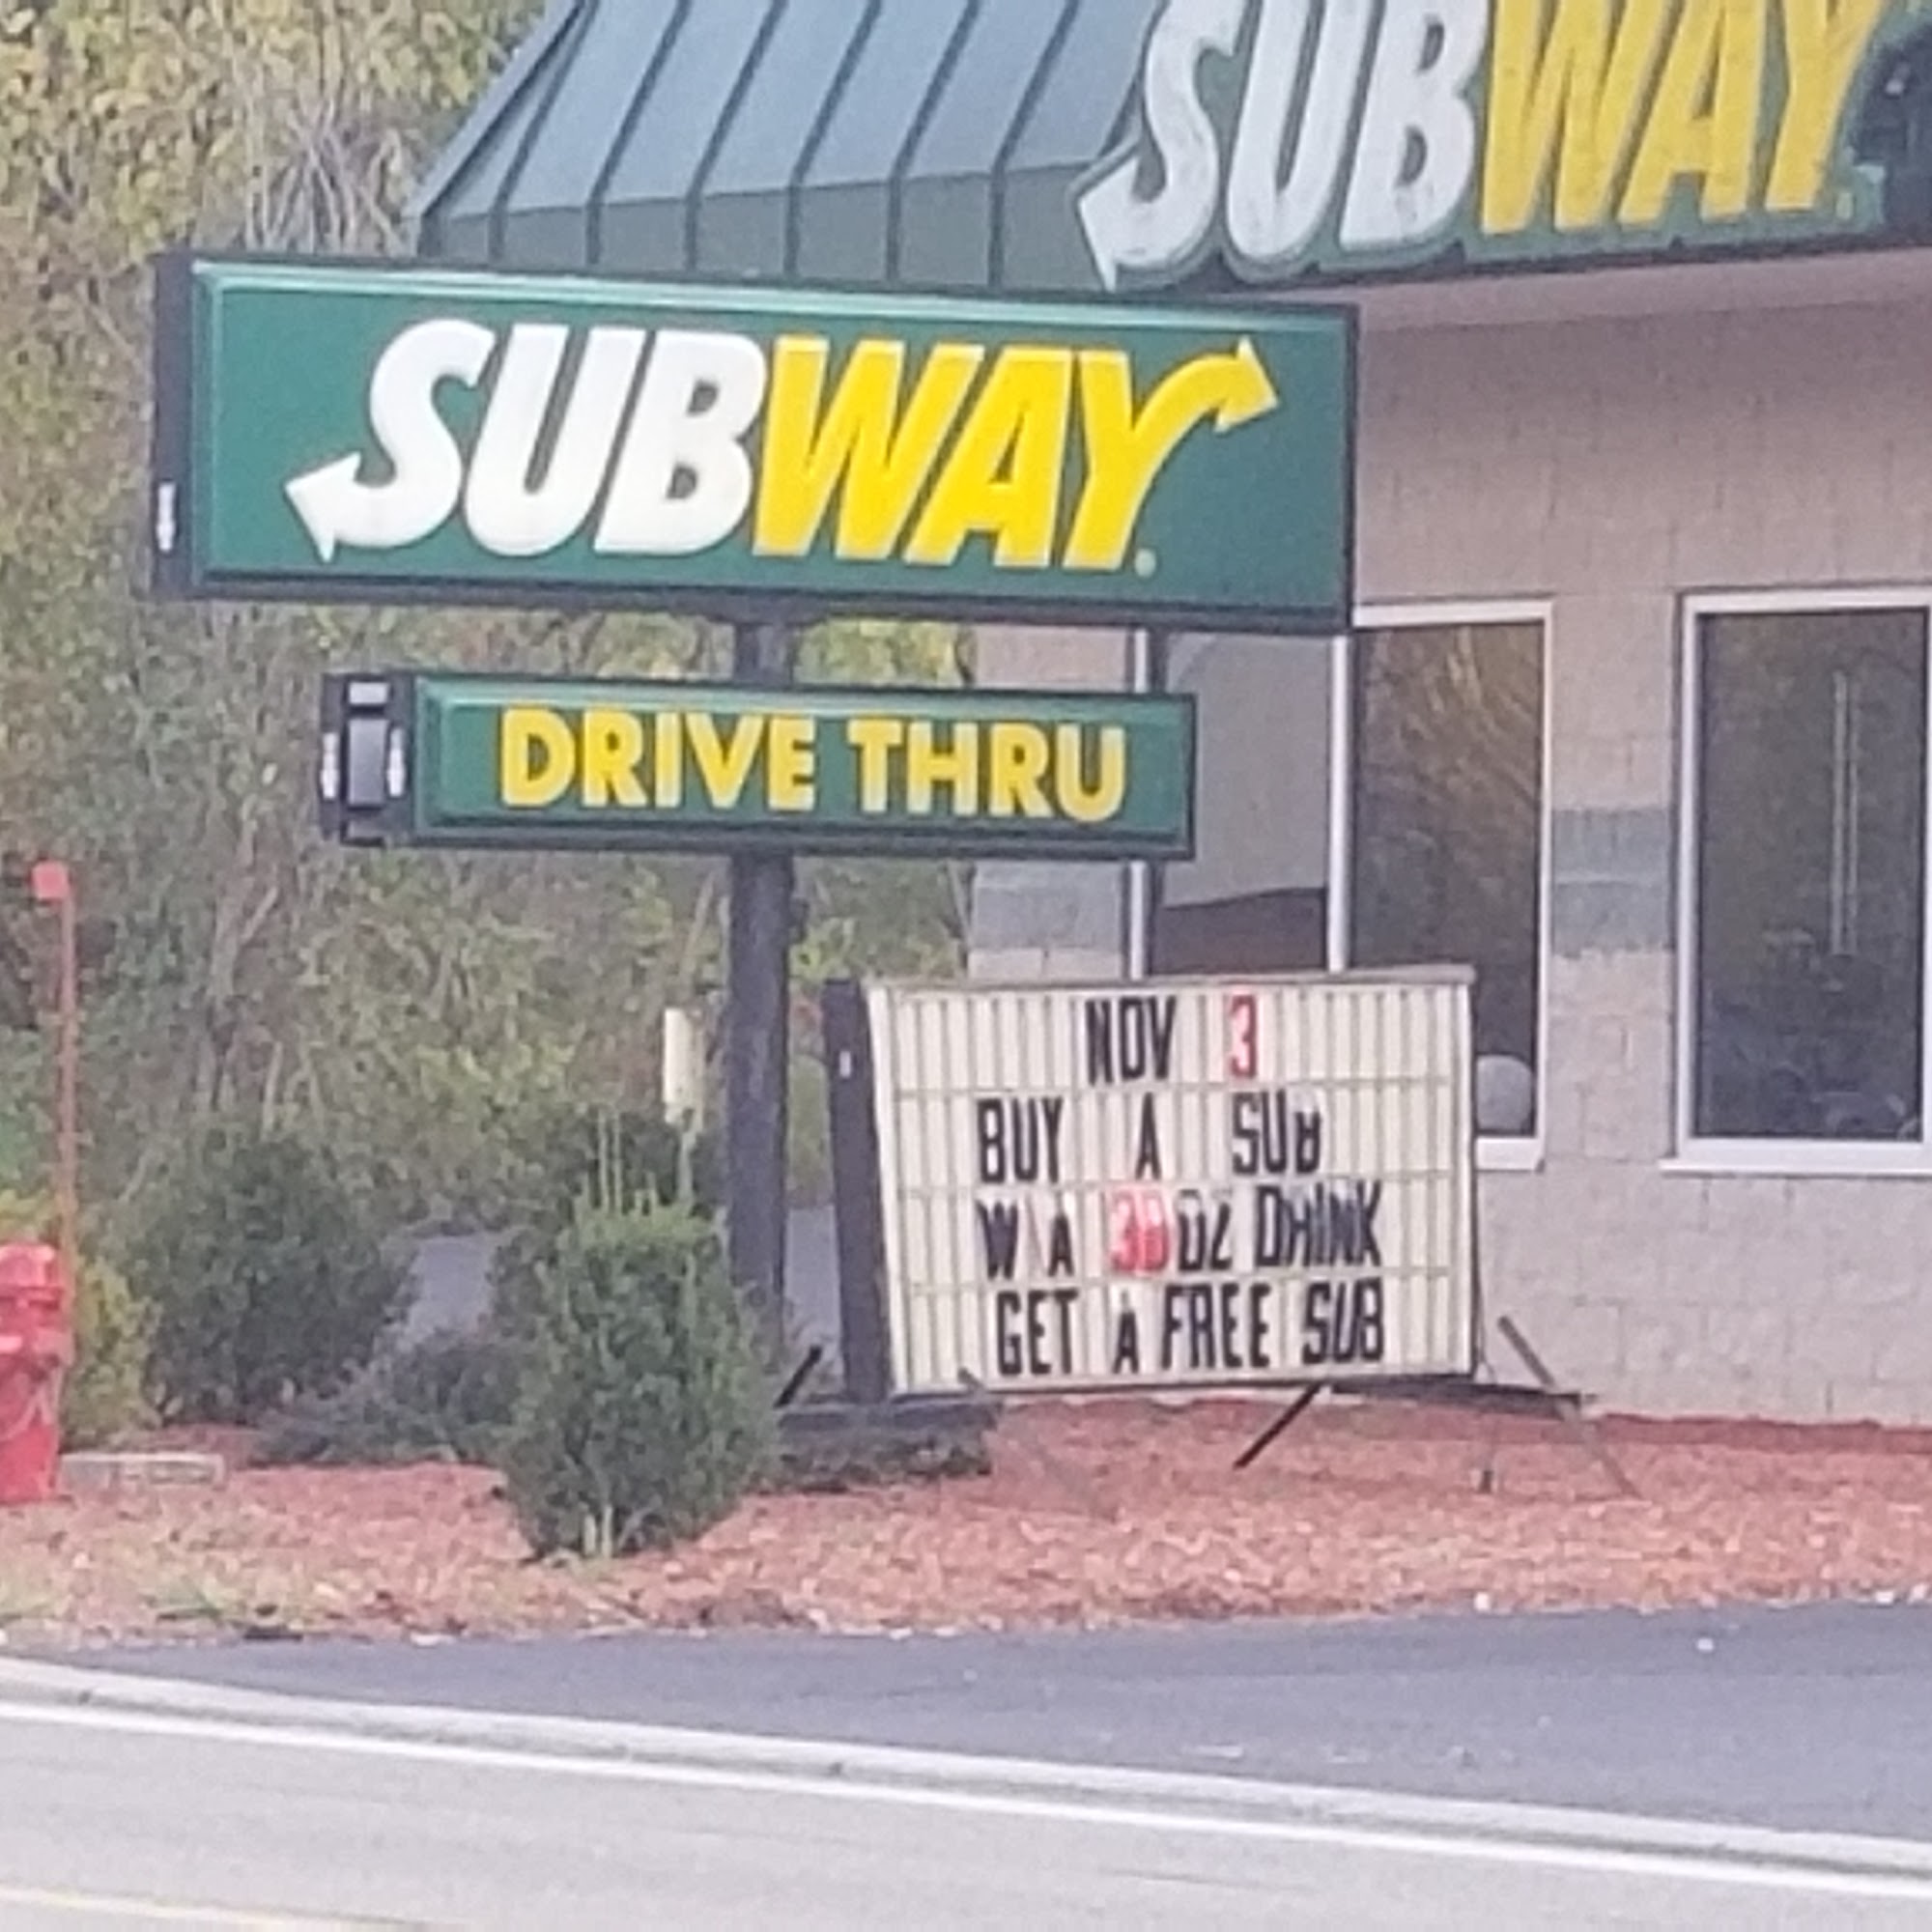 SUBWAY
SUBWAY
DRIVE THRU
NOV 3
BUY A SUB
W A 30 OZ DRINK
GET A FREE SUB